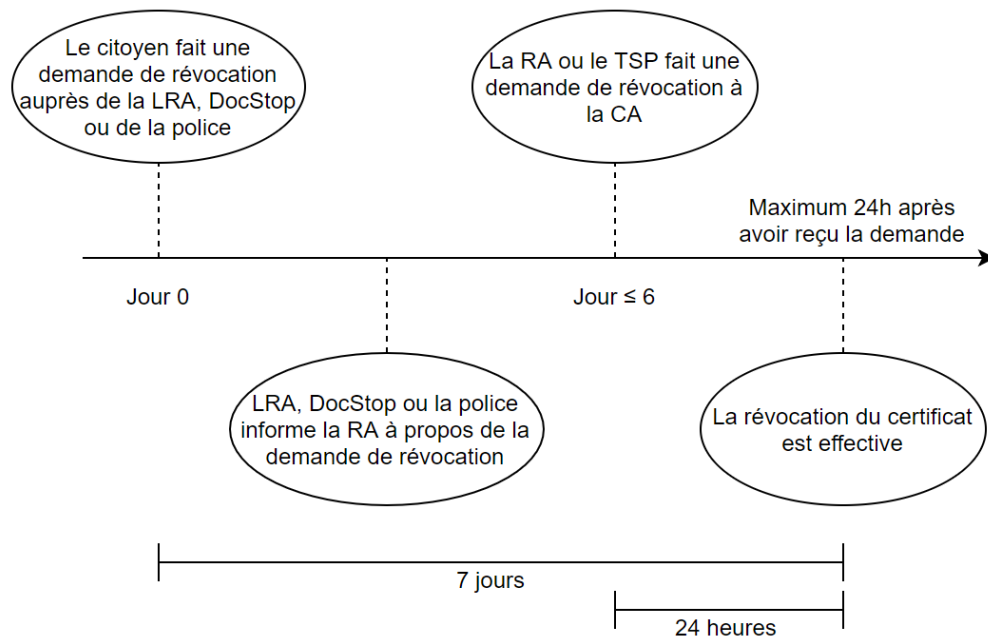 Le citoyen fait une
demande de révocation
auprès de la LRA, DocStop
ou de la police
La RA ou le TSP fait une
demande de révocation à
la CA
Maximum 24h après
avoir reçu la demande
Jour 0
Jour ≤ 6
LRA, DocStop ou la police
informe la RA à propos de la
demande de révocation
La révocation du certificat
est effective
7 jours
24 heures